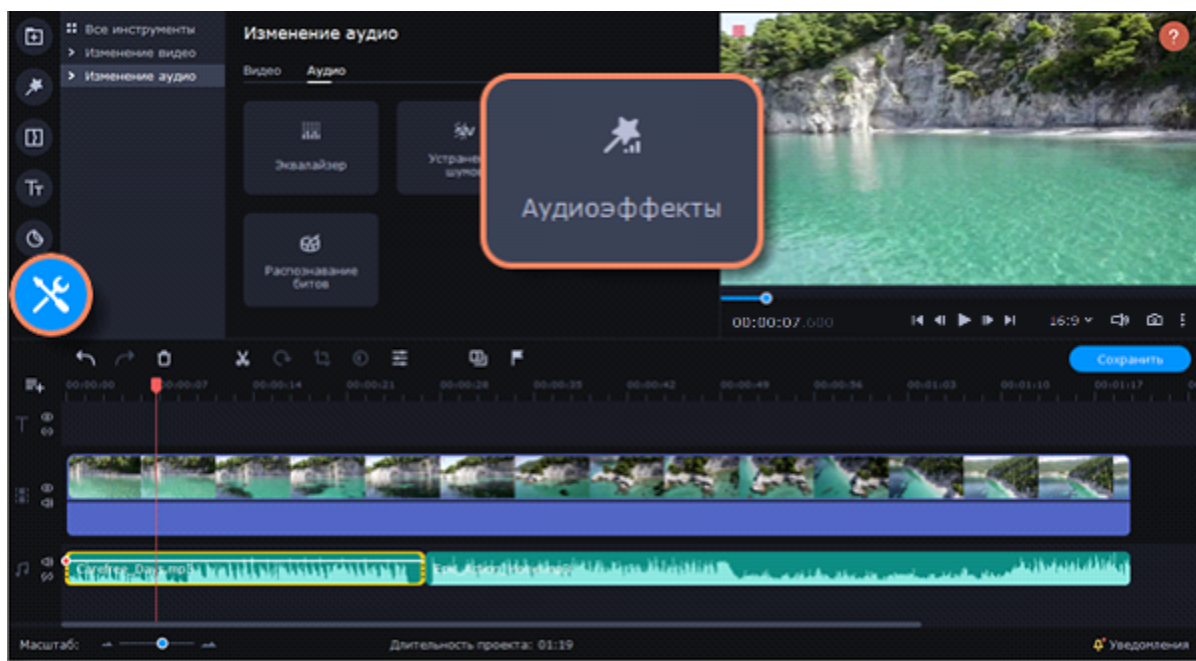 Все инструменты
Изменение видео
Изменение аудио
Изменение аудио
Видео Аудио
Эквалайзер
Распознавание
битов
Аудиоэффекты
?
00:00:07.600
16:9
Сохранить
00:00:00 00:00:07 00:00:14 00:00:21 00:00:28 00:00:35 00:00:42 00:00:49 00:00:56 00:01:03 00:01:10 00:01:17
Carefree_Days.mp3
Масштаб:
Длительность проекта: 01:19
Уведомления